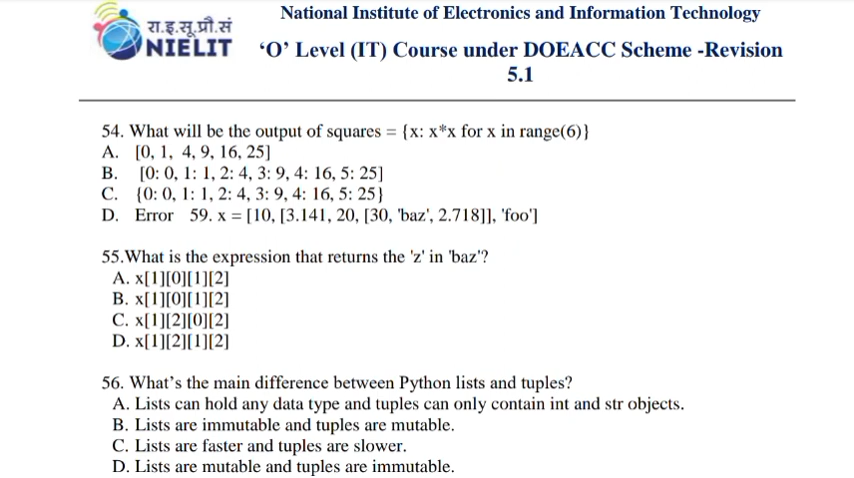 रा.इ.सू.प्रौ.सं
NIELIT
National Institute of Electronics and Information Technology
‘O’ Level (IT) Course under DOEACC Scheme -Revision
5.1
54. What will be the output of squares = {x: x*x for x in range(6)}
A. [0, 1, 4, 9, 16, 25]
B. [0: 0, 1: 1, 2: 4, 3: 9, 4: 16, 5: 25]
C. {0: 0, 1: 1, 2: 4, 3: 9, 4: 16, 5: 25}
D. Error 59. x = [10, [3.141, 20, [30, 'baz', 2.718]], 'foo']
55.What is the expression that returns the 'z' in 'baz'?
A. x[1][0][1][2]
B. x[1][0][1][2]
C. x[1][2][0][2]
D. x[1][2][1][2]
56. What’s the main difference between Python lists and tuples?
A. Lists can hold any data type and tuples can only contain int and str objects.
B. Lists are immutable and tuples are mutable.
C. Lists are faster and tuples are slower.
D. Lists are mutable and tuples are immutable.